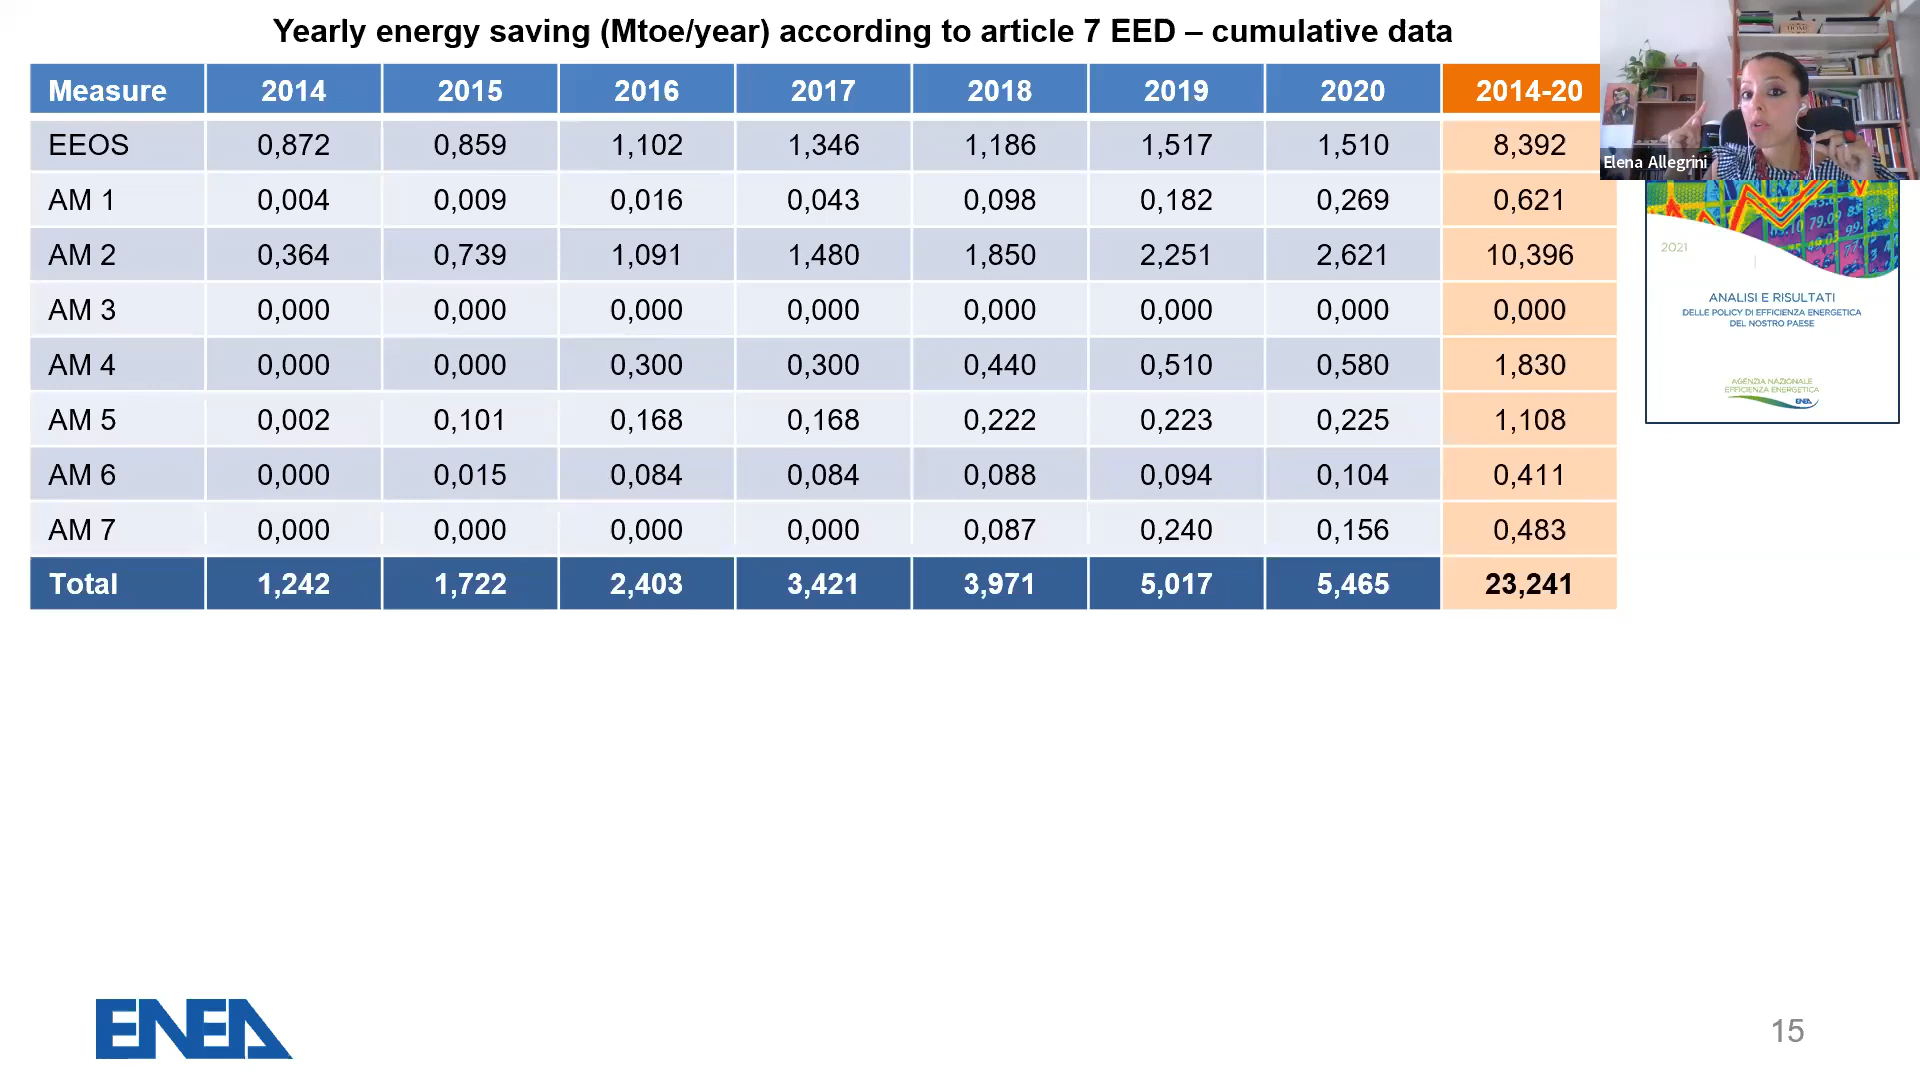 Yearly energy saving (Mtoe/year) according to article 7 EED – cumulative data
Measure 2014 2015 2016 2017 2018 2019 2020 2014-20
EEOS 0,872 0,859 1,102 1,346 1,186 1,517 1,510 8,392
AM 1 0,004 0,009 0,016 0,043 0,098 0,182 0,269 0,621
AM 2 0,364 0,739 1,091 1,480 1,850 2,251 2,621 10,396
AM 3 0,000 0,000 0,000 0,000 0,000 0,000 0,000 0,000
AM 4 0,000 0,000 0,300 0,300 0,440 0,510 0,580 1,830
AM 5 0,002 0,101 0,168 0,168 0,222 0,223 0,225 1,108
AM 6 0,000 0,015 0,084 0,084 0,088 0,094 0,104 0,411
AM 7 0,000 0,000 0,000 0,000 0,087 0,240 0,156 0,483
Total 1,242 1,722 2,403 3,421 3,971 5,017 5,465 23,241
Elena Allegrini
2021
ANALISI E RISULTATI
DELLE POLICY DI EFFICIENZA ENERGETICA
DEL NOSTRO PAESE
AGENZIA NAZIONALE
EFFICIENZA ENERGETICA
ENEA
ENEA
15